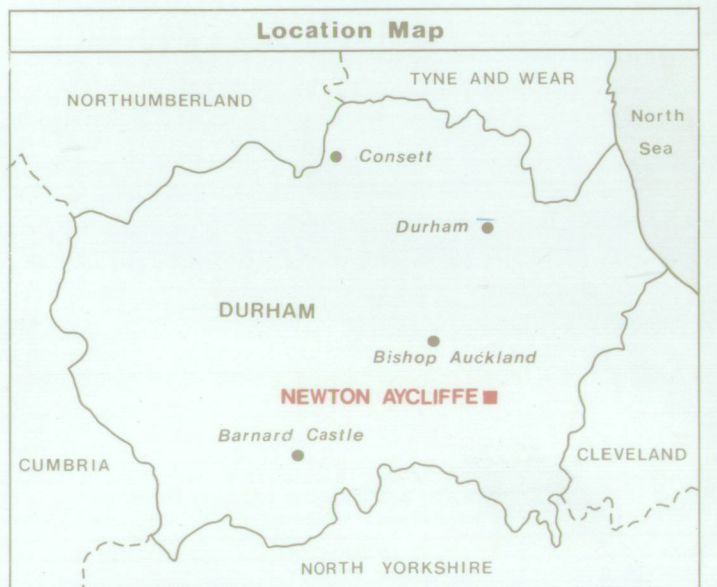 Location Map
TYNE AND WEAR
NORTHUMBERLAND
North
Sea
Consett
Durham
DURHAM
Bishop Auckland
NEWTON AYCLIFFE
Barnard Castle
CLEVELAND
CUMBRIA
NORTH YORKSHIRE